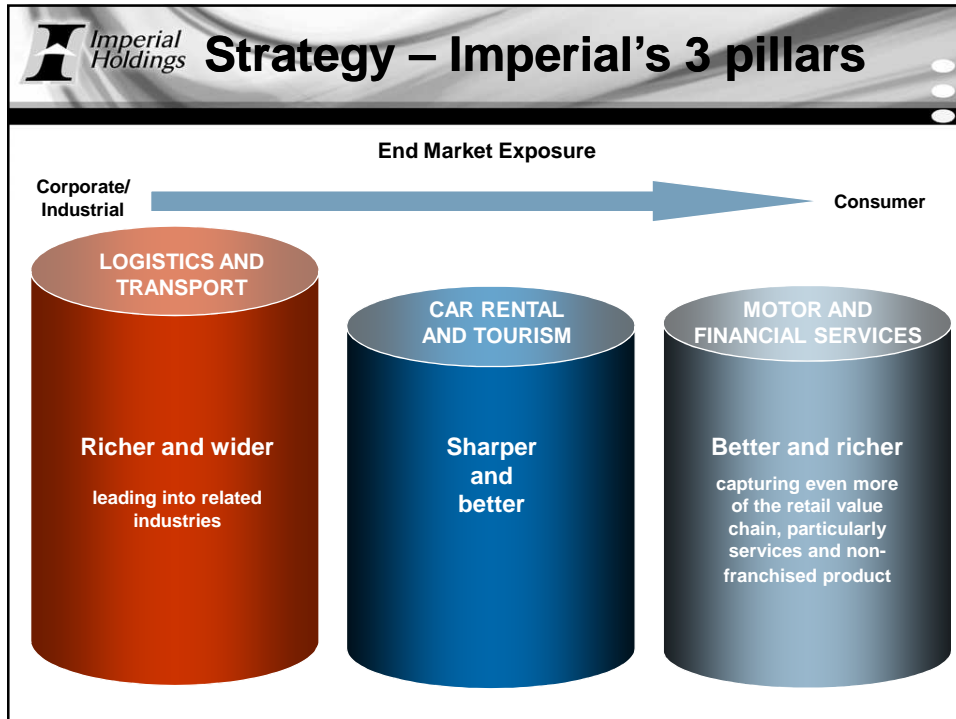 Imperial
Holdings
Strategy – Imperial's 3 pillars
End Market Exposure
Corporate/
Industrial
Consumer
LOGISTICS AND
TRANSPORT
Richer and wider
leading into related
industries
CAR RENTAL
AND TOURISM
Sharper
and
better
MOTOR AND
FINANCIAL SERVICES
Better and richer
capturing even more
of the retail value
chain, particularly
services and non-
franchised product